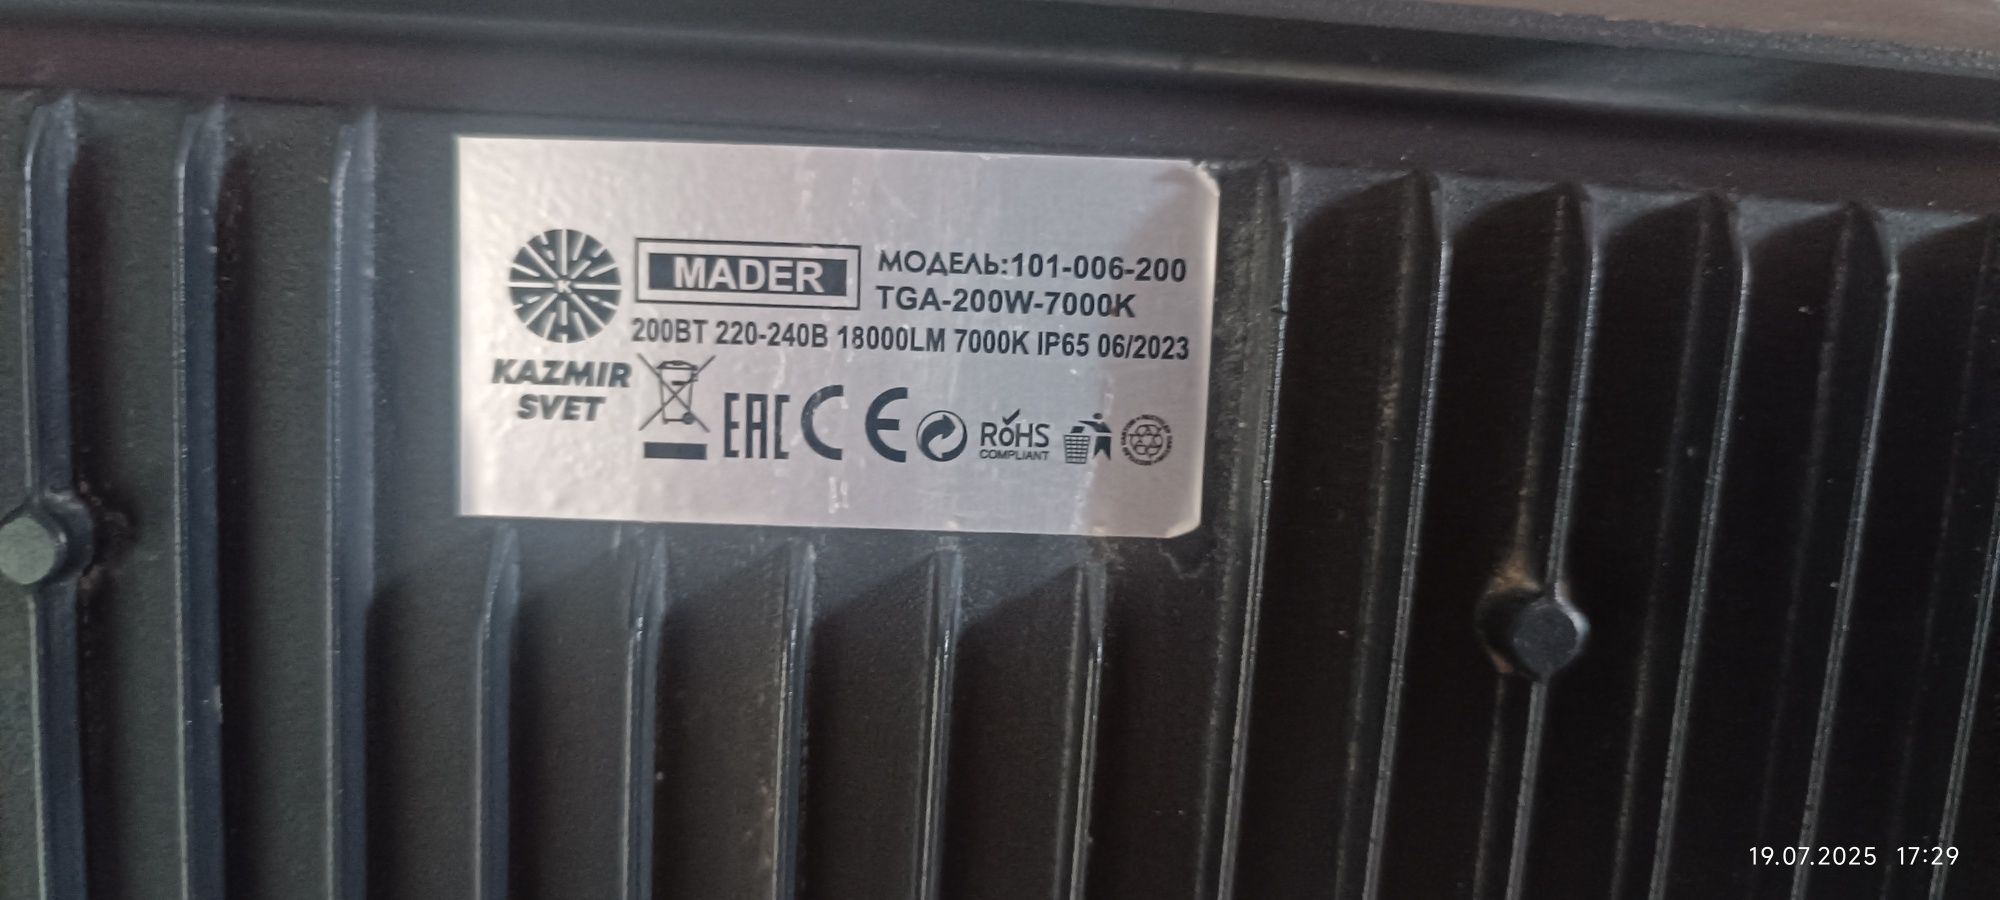 MADER
МОДЕЛЬ:101-006-200
TGA-200W-7000K
200ВТ 220-240В 18000LM 7000K IP65 06/2023
K
KAZMIR
SVET
EAC CE
RoHS
COMPLIANT
19.07.2025 17:29